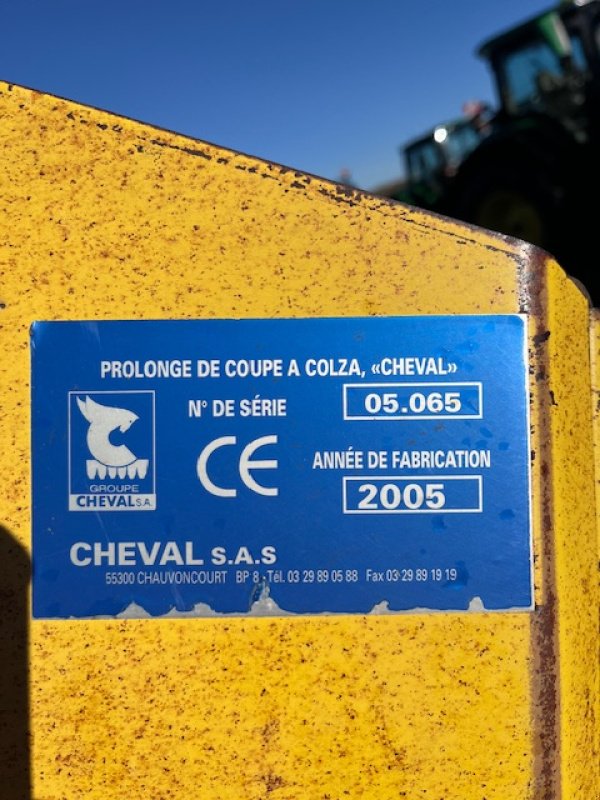 PROLONGE DE COUPE A COLZA, «CHEVAL»
N° DE SÉRIE 05.065
CE
ANNÉE DE FABRICATION
2005
GROUPE
CHEVAL S.A.
CHEVAL S.A.S
55300 CHAUVONCOURT BP 8 - Tél. 03 29 89 05 88 Fax 03 29 89 19 19